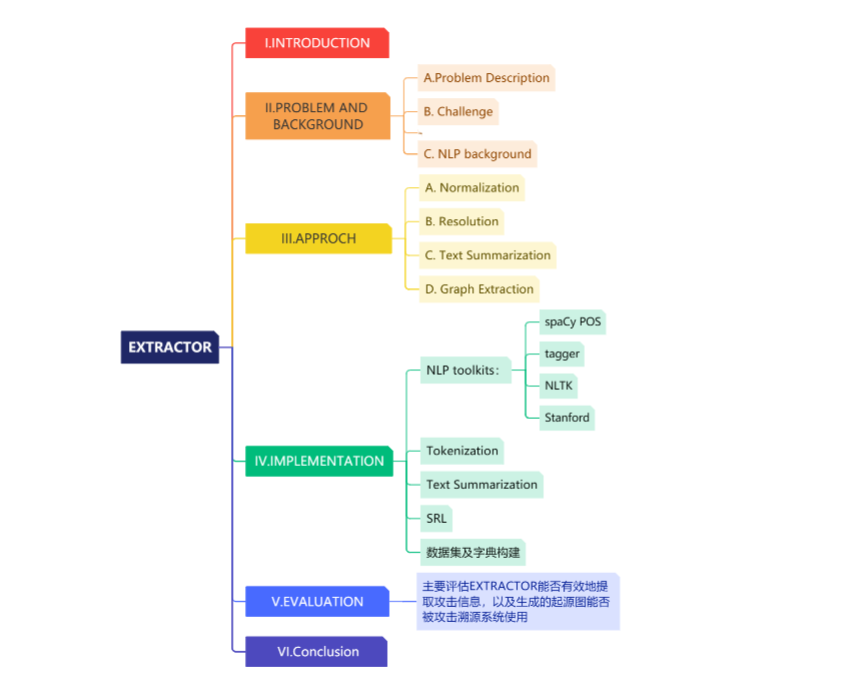 EXTRACTOR
I.INTRODUCTION
II.PROBLEM AND
BACKGROUND
A.Problem Description
B. Challenge
C. NLP background
III.APPROCH
A. Normalization
B. Resolution
C. Text Summarization
D. Graph Extraction
IV.IMPLEMENTATION
NLP toolkits：
spaCy POS
tagger
NLTK
Stanford
Tokenization
Text Summarization
SRL
数据集及字典构建
V.EVALUATION
主要评估EXTRACTOR能否有效地提
取攻击信息，以及生成的起源图能否
被攻击溯源系统使用
VI.Conclusion